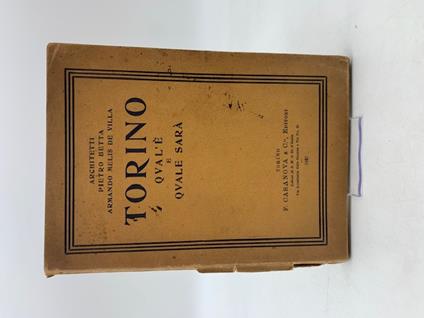 ARCHITETTI
PIETRO BETTA
ARMANDO MELIS DE VILLA
TORINO
QVAL'È
E
QVALE SARÀ
TORINO
F. CASANOVA & C.ia, EDITORI